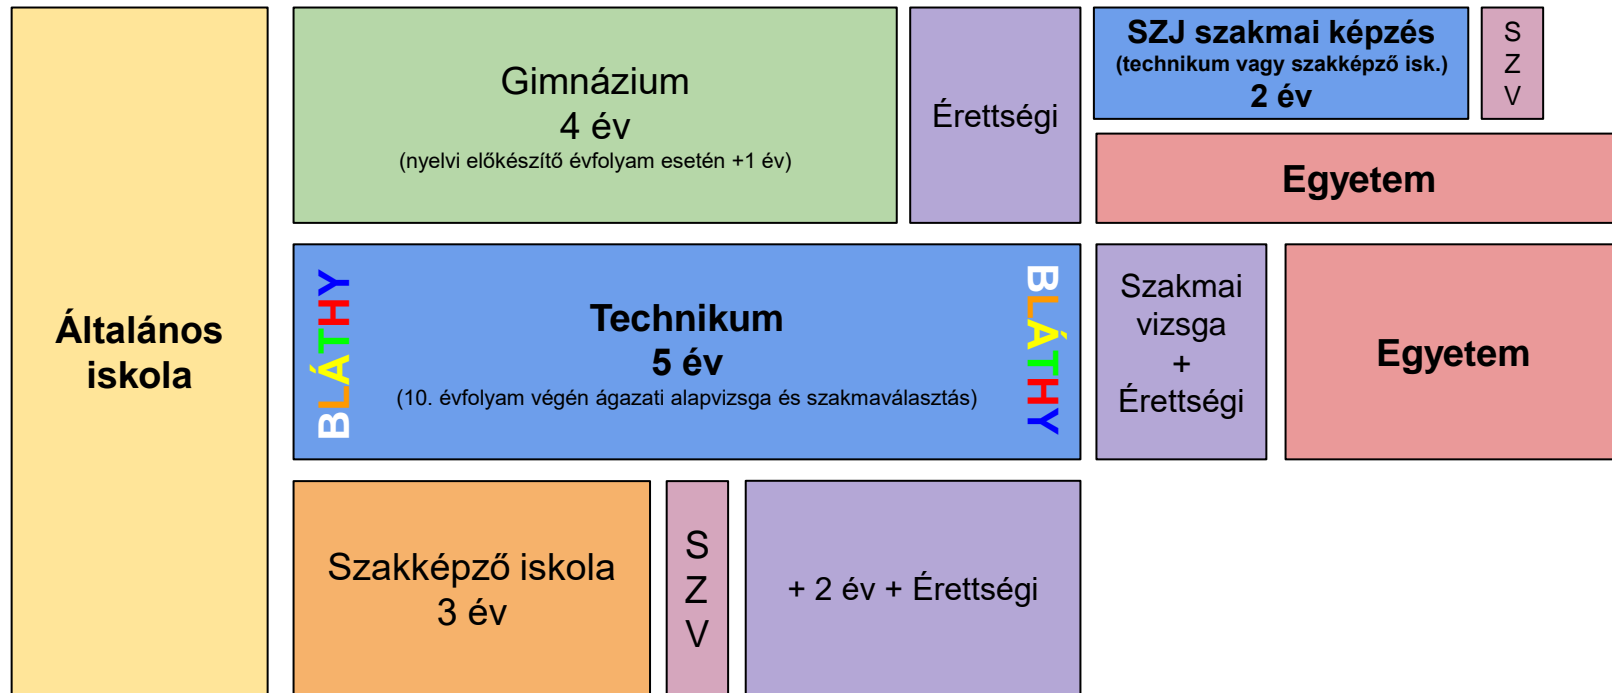 Általános
iskola
Gimnázium
4 év
(nyelvi előkészítő évfolyam esetén +1 év)
Érettségi
SZJ szakmai képzés
(technikum vagy szakképző isk.)
2 év
S
Z
V
Egyetem
BLÁTHY
Technikum
5 év
(10. évfolyam végén ágazati alapvizsga és szakmaválasztás)
BLÁTHY
Szakmai
vizsga
+
Érettségi
Egyetem
Szakképző iskola
3 év
S
Z
V
+ 2 év + Érettségi